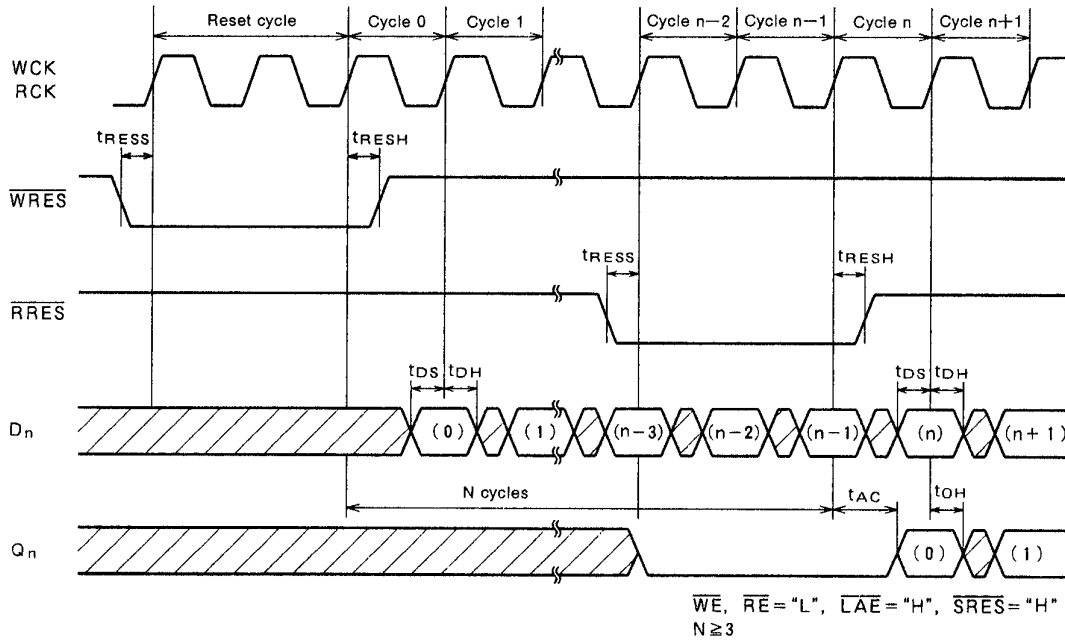 Reset cycle Cycle 0 Cycle 1 Cycle n−2 Cycle n−1 Cycle n Cycle n+1
WCK
RCK
tRESS tRESH
WRES
tRESS tRESH
RRES
tDS tDH tDS tDH
Dn (0) (1) (n−3) (n−2) (n−1) (n) (n+1)
N cycles tAC tOH
Qn (0) (1)
WE, RE="L", LAE="H", SRES="H"
N≧3